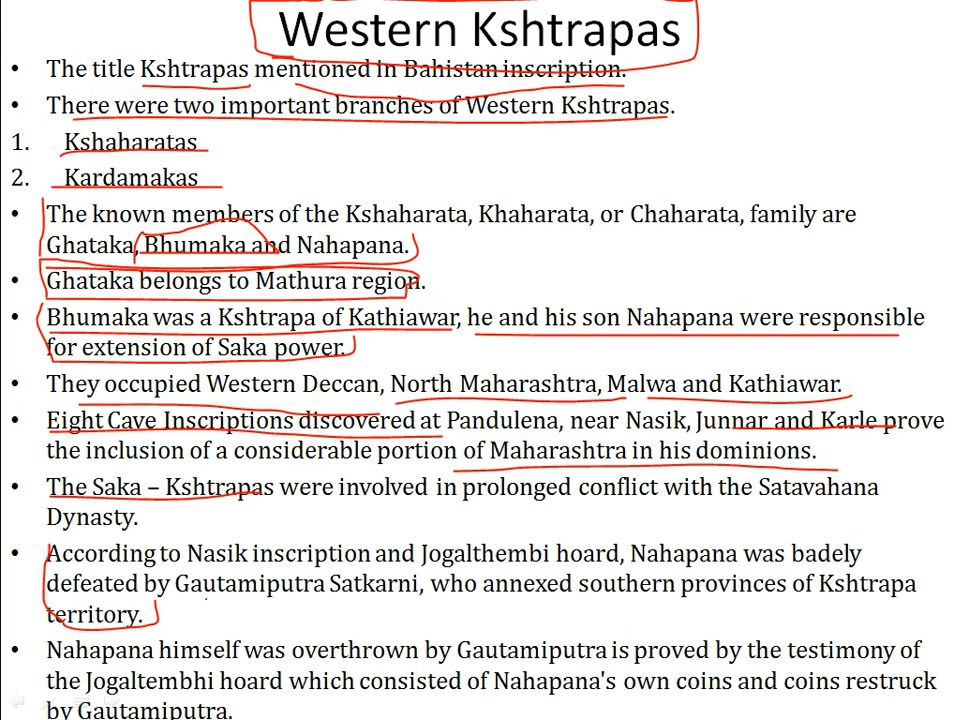 Western Kshtrapas
• The title Kshtrapas mentioned in Bahistan inscription.
• There were two important branches of Western Kshtrapas.
1. Kshaharatas
2. Kardamakas
• The known members of the Kshaharata, Khaharata, or Chaharata, family are
Ghataka, Bhumaka and Nahapana.
• Ghataka belongs to Mathura region.
• Bhumaka was a Kshtrapa of Kathiawar, he and his son Nahapana were responsible
for extension of Saka power.
• They occupied Western Deccan, North Maharashtra, Malwa and Kathiawar.
• Eight Cave Inscriptions discovered at Pandulena, near Nasik, Junnar and Karle prove
the inclusion of a considerable portion of Maharashtra in his dominions.
• The Saka – Kshtrapas were involved in prolonged conflict with the Satavahana
Dynasty.
• According to Nasik inscription and Jogalthembi hoard, Nahapana was badely
defeated by Gautamiputra Satkarni, who annexed southern provinces of Kshtrapa
territory.
• Nahapana himself was overthrown by Gautamiputra is proved by the testimony of
the Jogaltembhi hoard which consisted of Nahapana's own coins and coins restruck
by Gautamiputra.